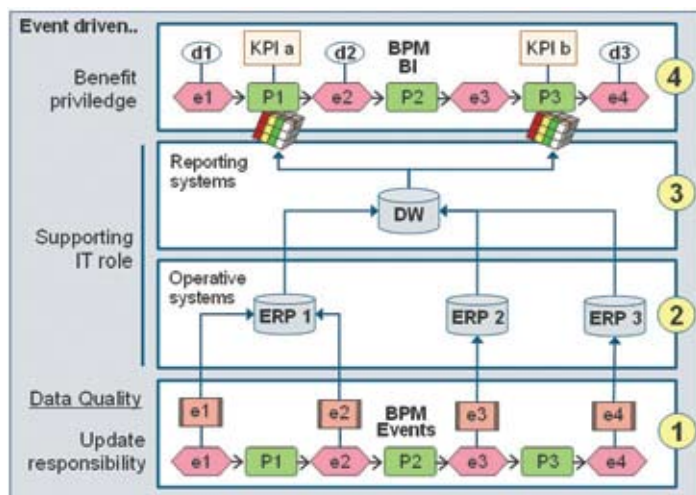 Event driven..
d1
KPI a
d2
BPM
BI
KPI b
d3
4
Benefit
priviledge
e1
P1
e2
P2
e3
P3
e4
Reporting
systems
3
DW
Supporting
IT role
Operative
systems
ERP 1
ERP 2
ERP 3
2
Data Quality
e1
e2
BPM
Events
e3
e4
1
Update
responsibility
e1
P1
e2
P2
e3
P3
e4